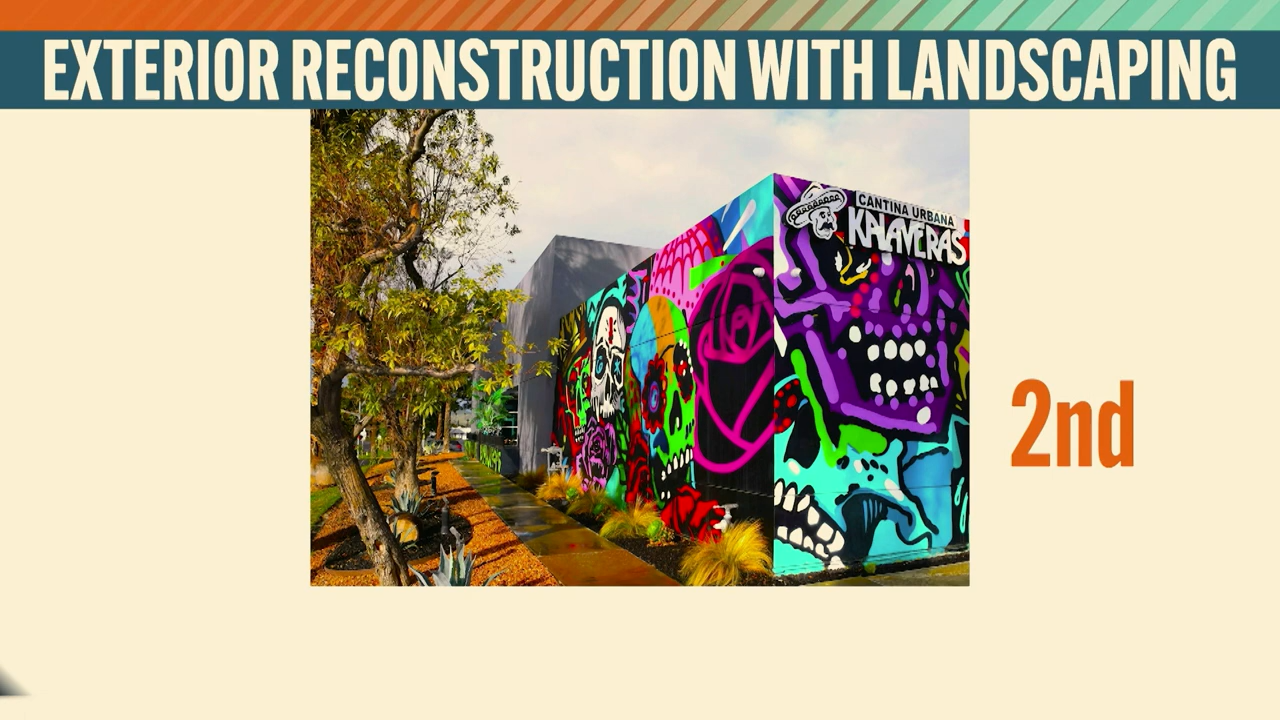 EXTERIOR RECONSTRUCTION WITH LANDSCAPING
CANTINA URBANA
KALAVERAS
2nd